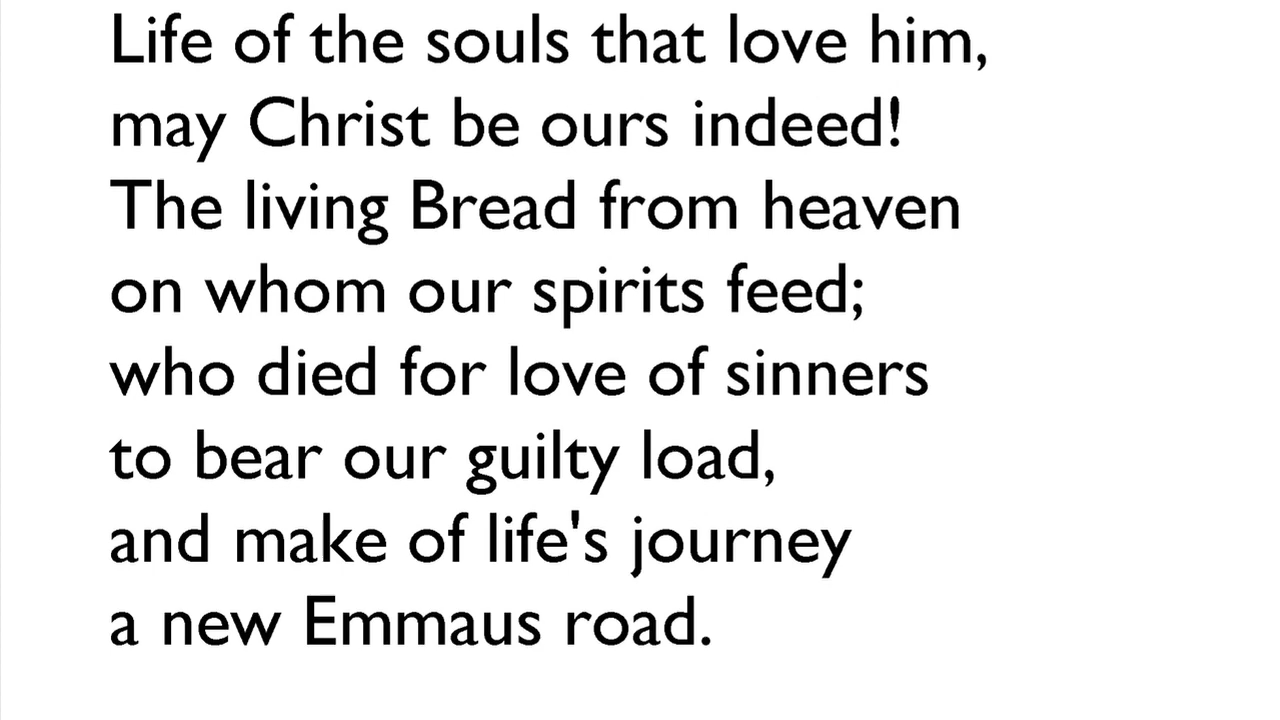 Life of the souls that love him,
may Christ be ours indeed!
The living Bread from heaven
on whom our spirits feed;
who died for love of sinners
to bear our guilty load,
and make of life's journey
a new Emmaus road.